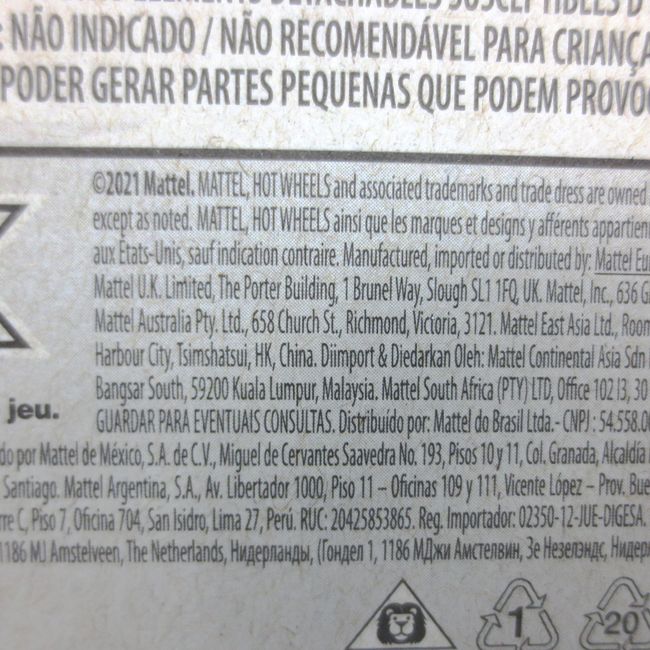 ÉLÉMENTS DÉTACHABLES SUSCEPTIBLES D
: NÃO INDICADO / NÃO RECOMENDÁVEL PARA CRIANÇA
PODER GERAR PARTES PEQUENAS QUE PODEM PROVO
©2021 Mattel. MATTEL, HOT WHEELS and associated trademarks and trade dress are owned
except as noted. MATTEL, HOT WHEELS ainsi que les marques et designs y afférents appartien
aux États-Unis, sauf indication contraire. Manufactured, imported or distributed by: Mattel Eu
Mattel U.K. Limited, The Porter Building, 1 Brunel Way, Slough SL1 1FQ, UK. Mattel, Inc., 636 G
Mattel Australia Pty. Ltd., 658 Church St., Richmond, Victoria, 3121. Mattel East Asia Ltd., Room
Harbour City, Tsimshatsui, HK, China. Diimport & Diedarkan Oleh: Mattel Continental Asia Sdn
Bangsar South, 59200 Kuala Lumpur, Malaysia. Mattel South Africa (PTY) LTD, Office 102 I3, 30
jeu.
GUARDAR PARA EVENTUAIS CONSULTAS. Distribuído por: Mattel do Brasil Ltda.- CNPJ : 54.558.0
do por Mattel de México, S.A. de C.V., Miguel de Cervantes Saavedra No. 193, Pisos 10 y 11, Col. Granada, Alcaldía
Santiago. Mattel Argentina, S.A., Av. Libertador 1000, Piso 11 – Oficinas 109 y 111, Vicente López – Prov. Bue
rre C, Piso 7, Oficina 704, San Isidro, Lima 27, Perú. RUC: 20425853865. Reg. Importador: 02350-12-JUE-DIGESA.
1186 MJ Amstelveen, The Netherlands, Нидерланды, (Гондел 1, 1186 МДжи Амстелвин, Зе Незелэндс, Нидер
1
20